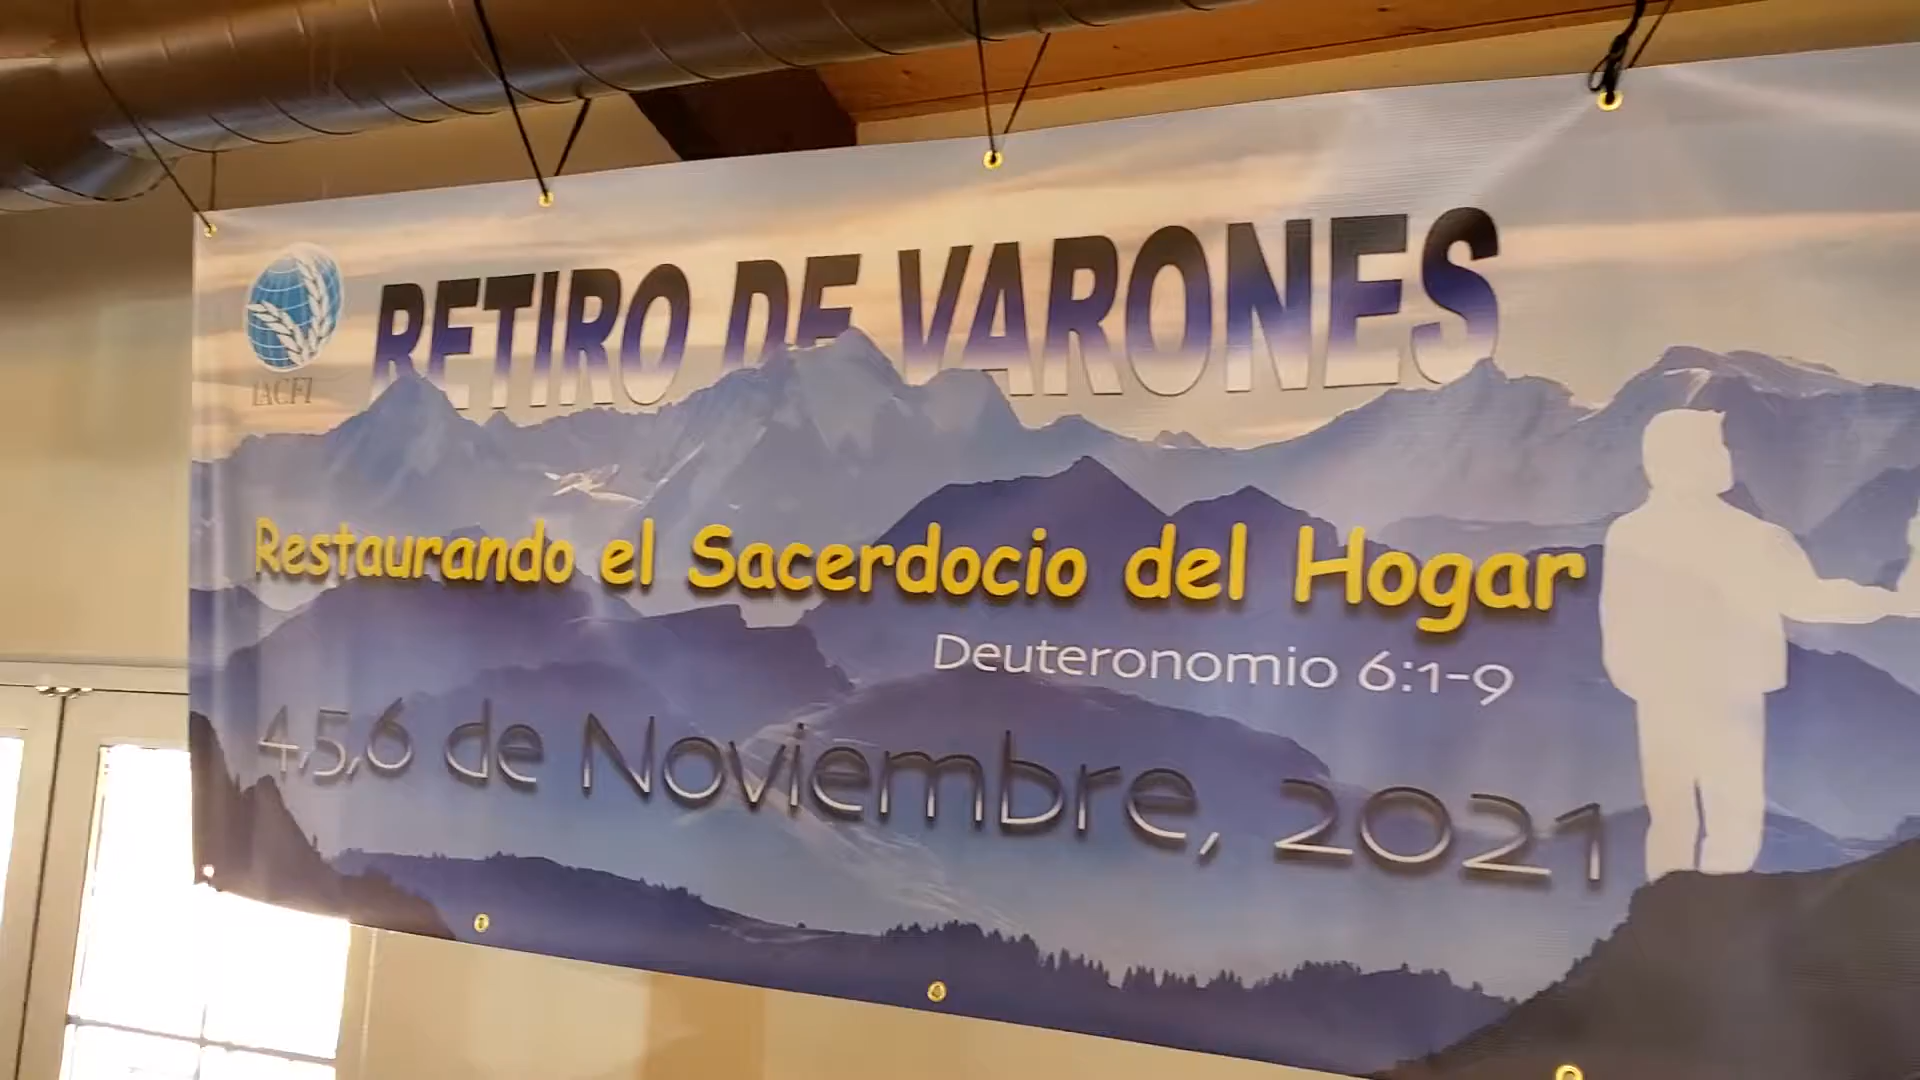 RETIRO DE VARONES
IACFI
Restaurando el Sacerdocio del Hogar
Deuteronomio 6:1-9
4,5,6 de Noviembre, 2021